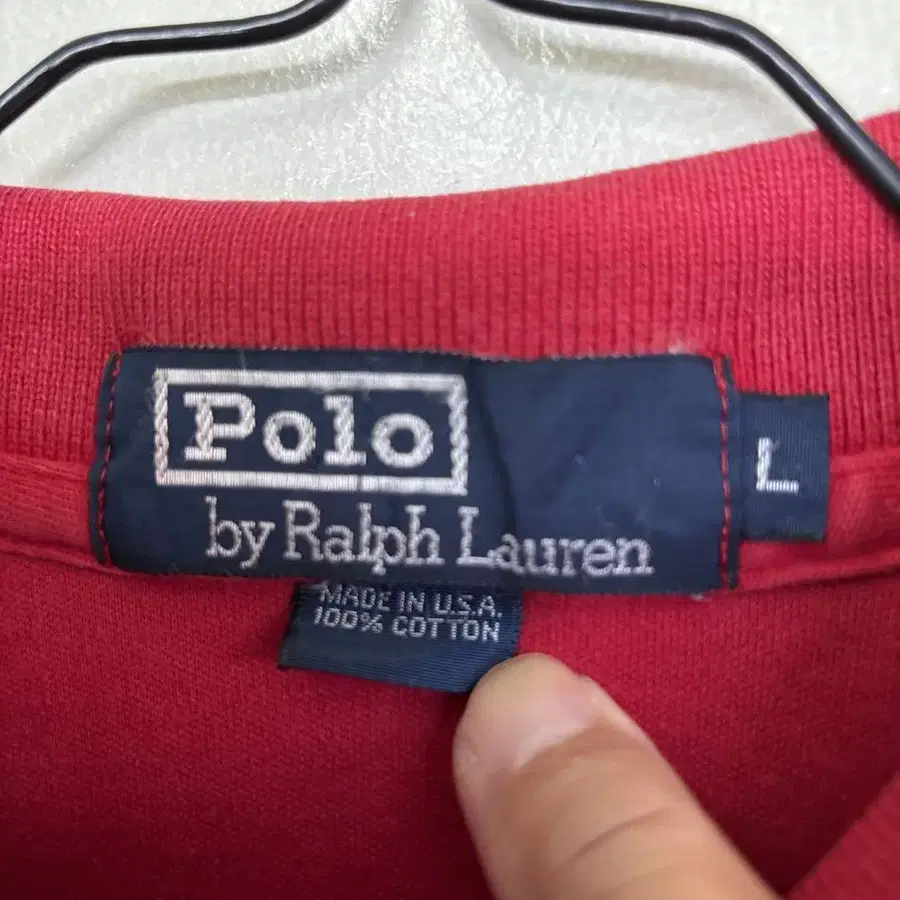 Polo
by Ralph Lauren
L
MADE IN U.S.A.
100% COTTON